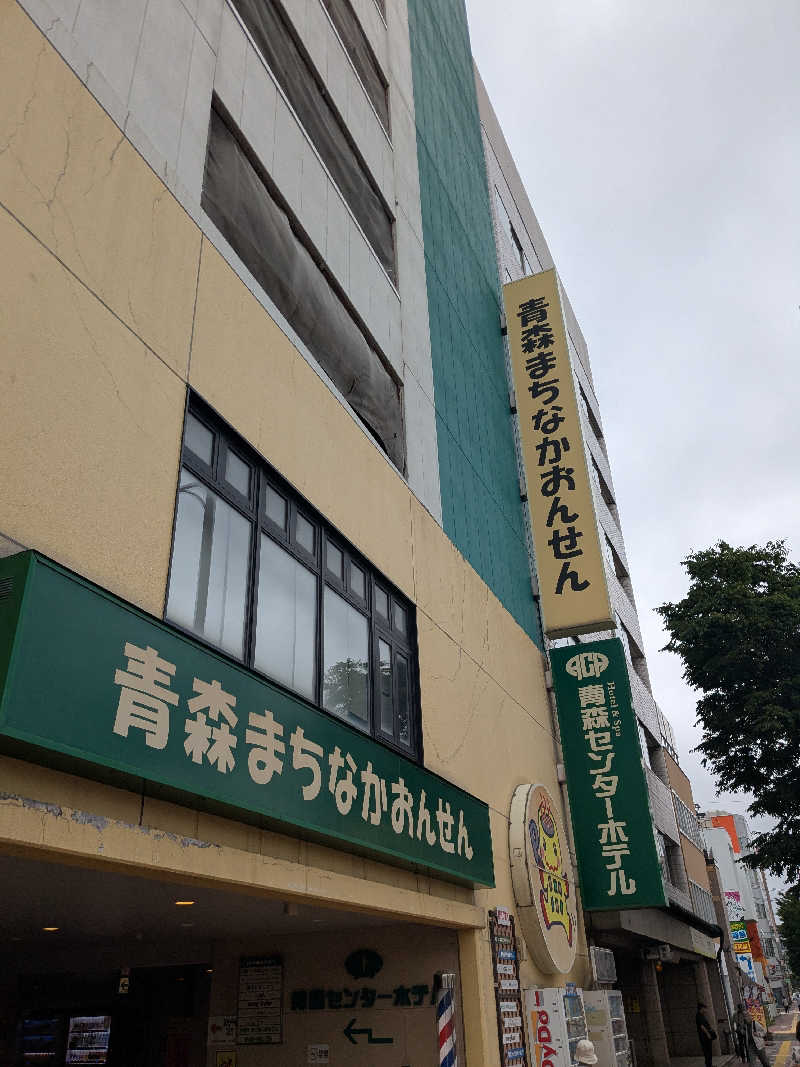 青森まちなかおんせん
ACH
Hotel & Spa
青森センターホテル
青森まちなかおんせん
青森センターホテル
DyDo